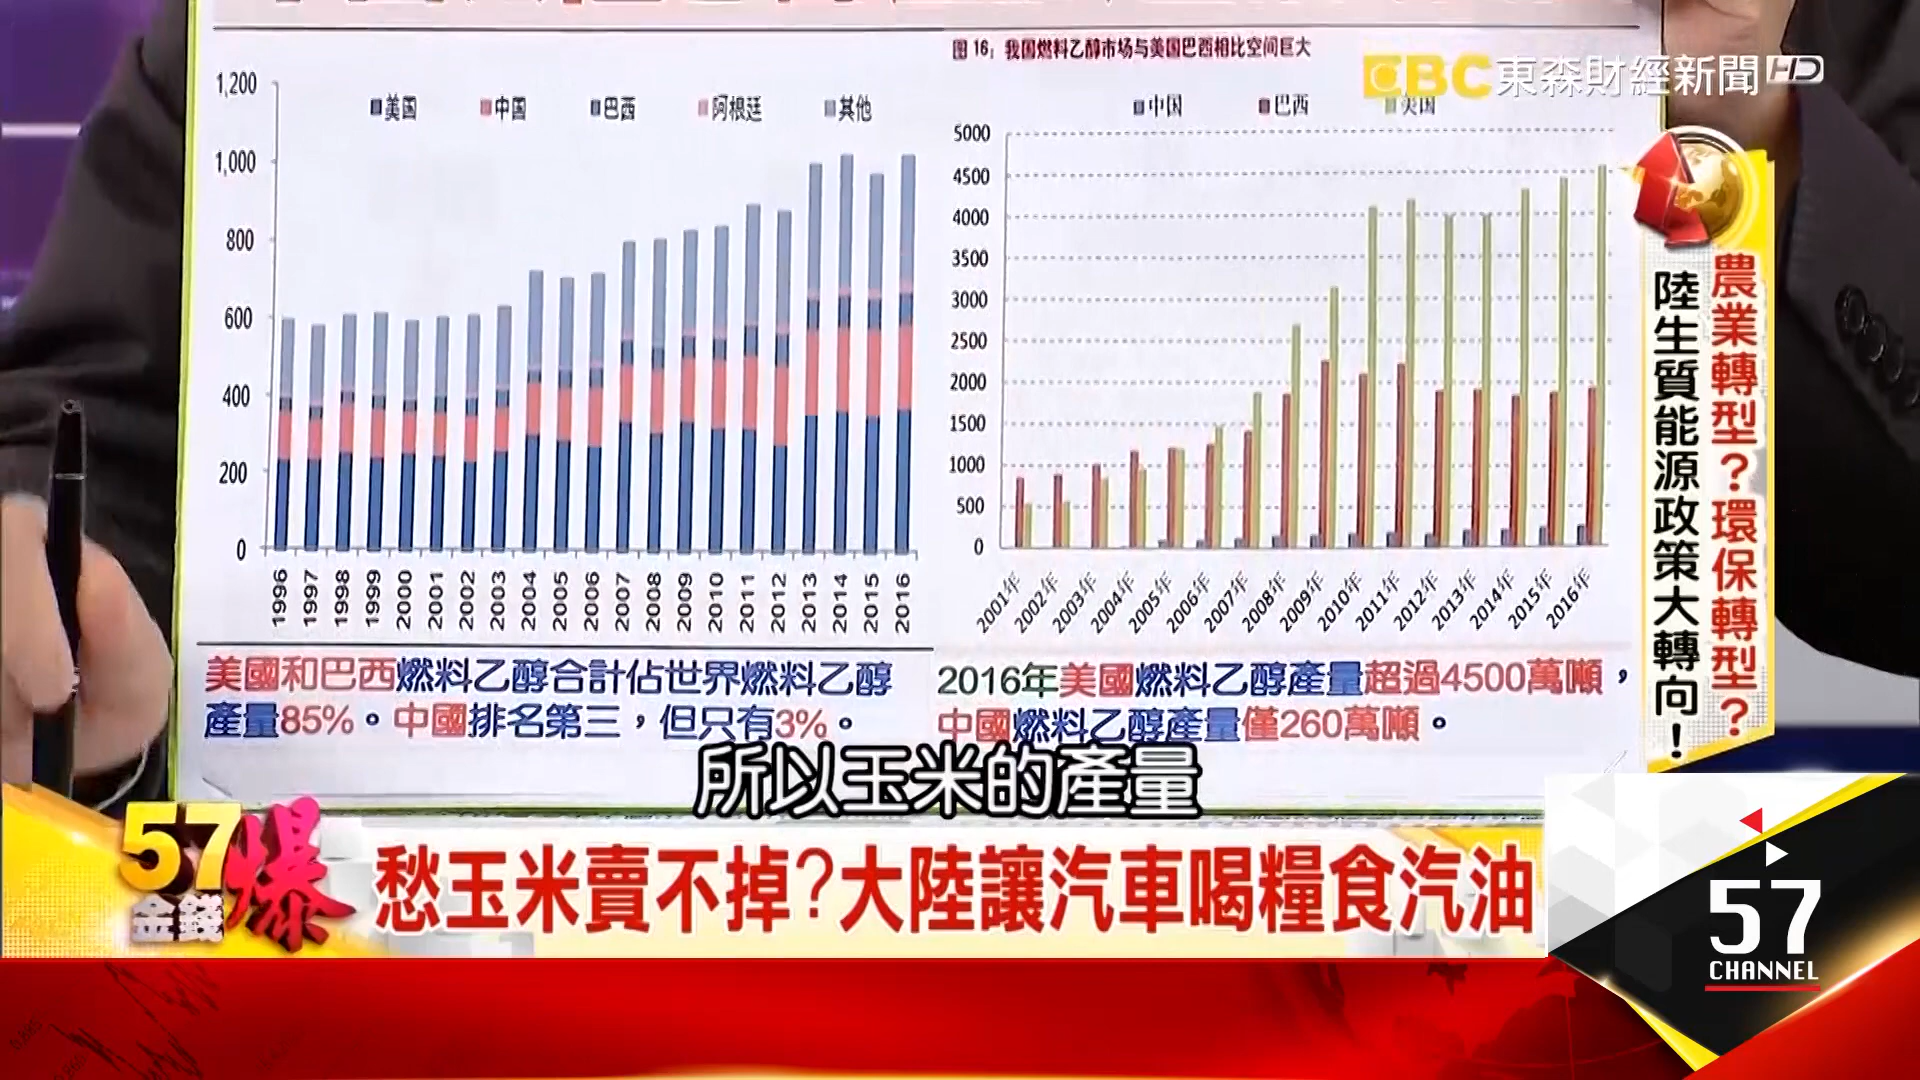 图 16: 我国燃料乙醇市场与美国巴西相比空间巨大
EBC 東森財經新聞 HD
1,200
1,000
800
600
400
200
0
美国 中国 巴西 阿根廷 其他
1996 1997 1998 1999 2000 2001 2002 2003 2004 2005 2006 2007 2008 2009 2010 2011 2012 2013 2014 2015 2016
中国 巴西 美国
5000
4500
4000
3500
3000
2500
2000
1500
1000
500
0
2001年 2002年 2003年 2004年 2005年 2006年 2007年 2008年 2009年 2010年 2011年 2012年 2013年 2014年 2015年 2016年
美國和巴西燃料乙醇合計佔世界燃料乙醇
產量85%。中國排名第三，但只有3%。
2016年美國燃料乙醇產量超過4500萬噸，
中國燃料乙醇產量僅260萬噸。
農業轉型？環保轉型？
陸生質能源政策大轉向！
所以玉米的產量
57
金錢
爆
愁玉米賣不掉?大陸讓汽車喝糧食汽油
57
CHANNEL